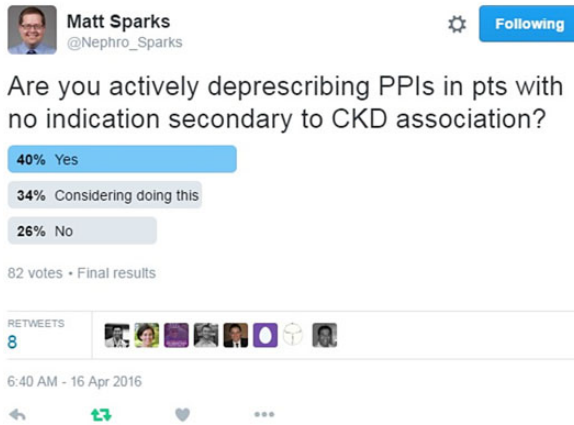 Matt Sparks
@Nephro_Sparks
Following
Are you actively deprescribing PPIs in pts with
no indication secondary to CKD association?
40% Yes
34% Considering doing this
26% No
82 votes • Final results
RETWEETS
8
6:40 AM - 16 Apr 2016